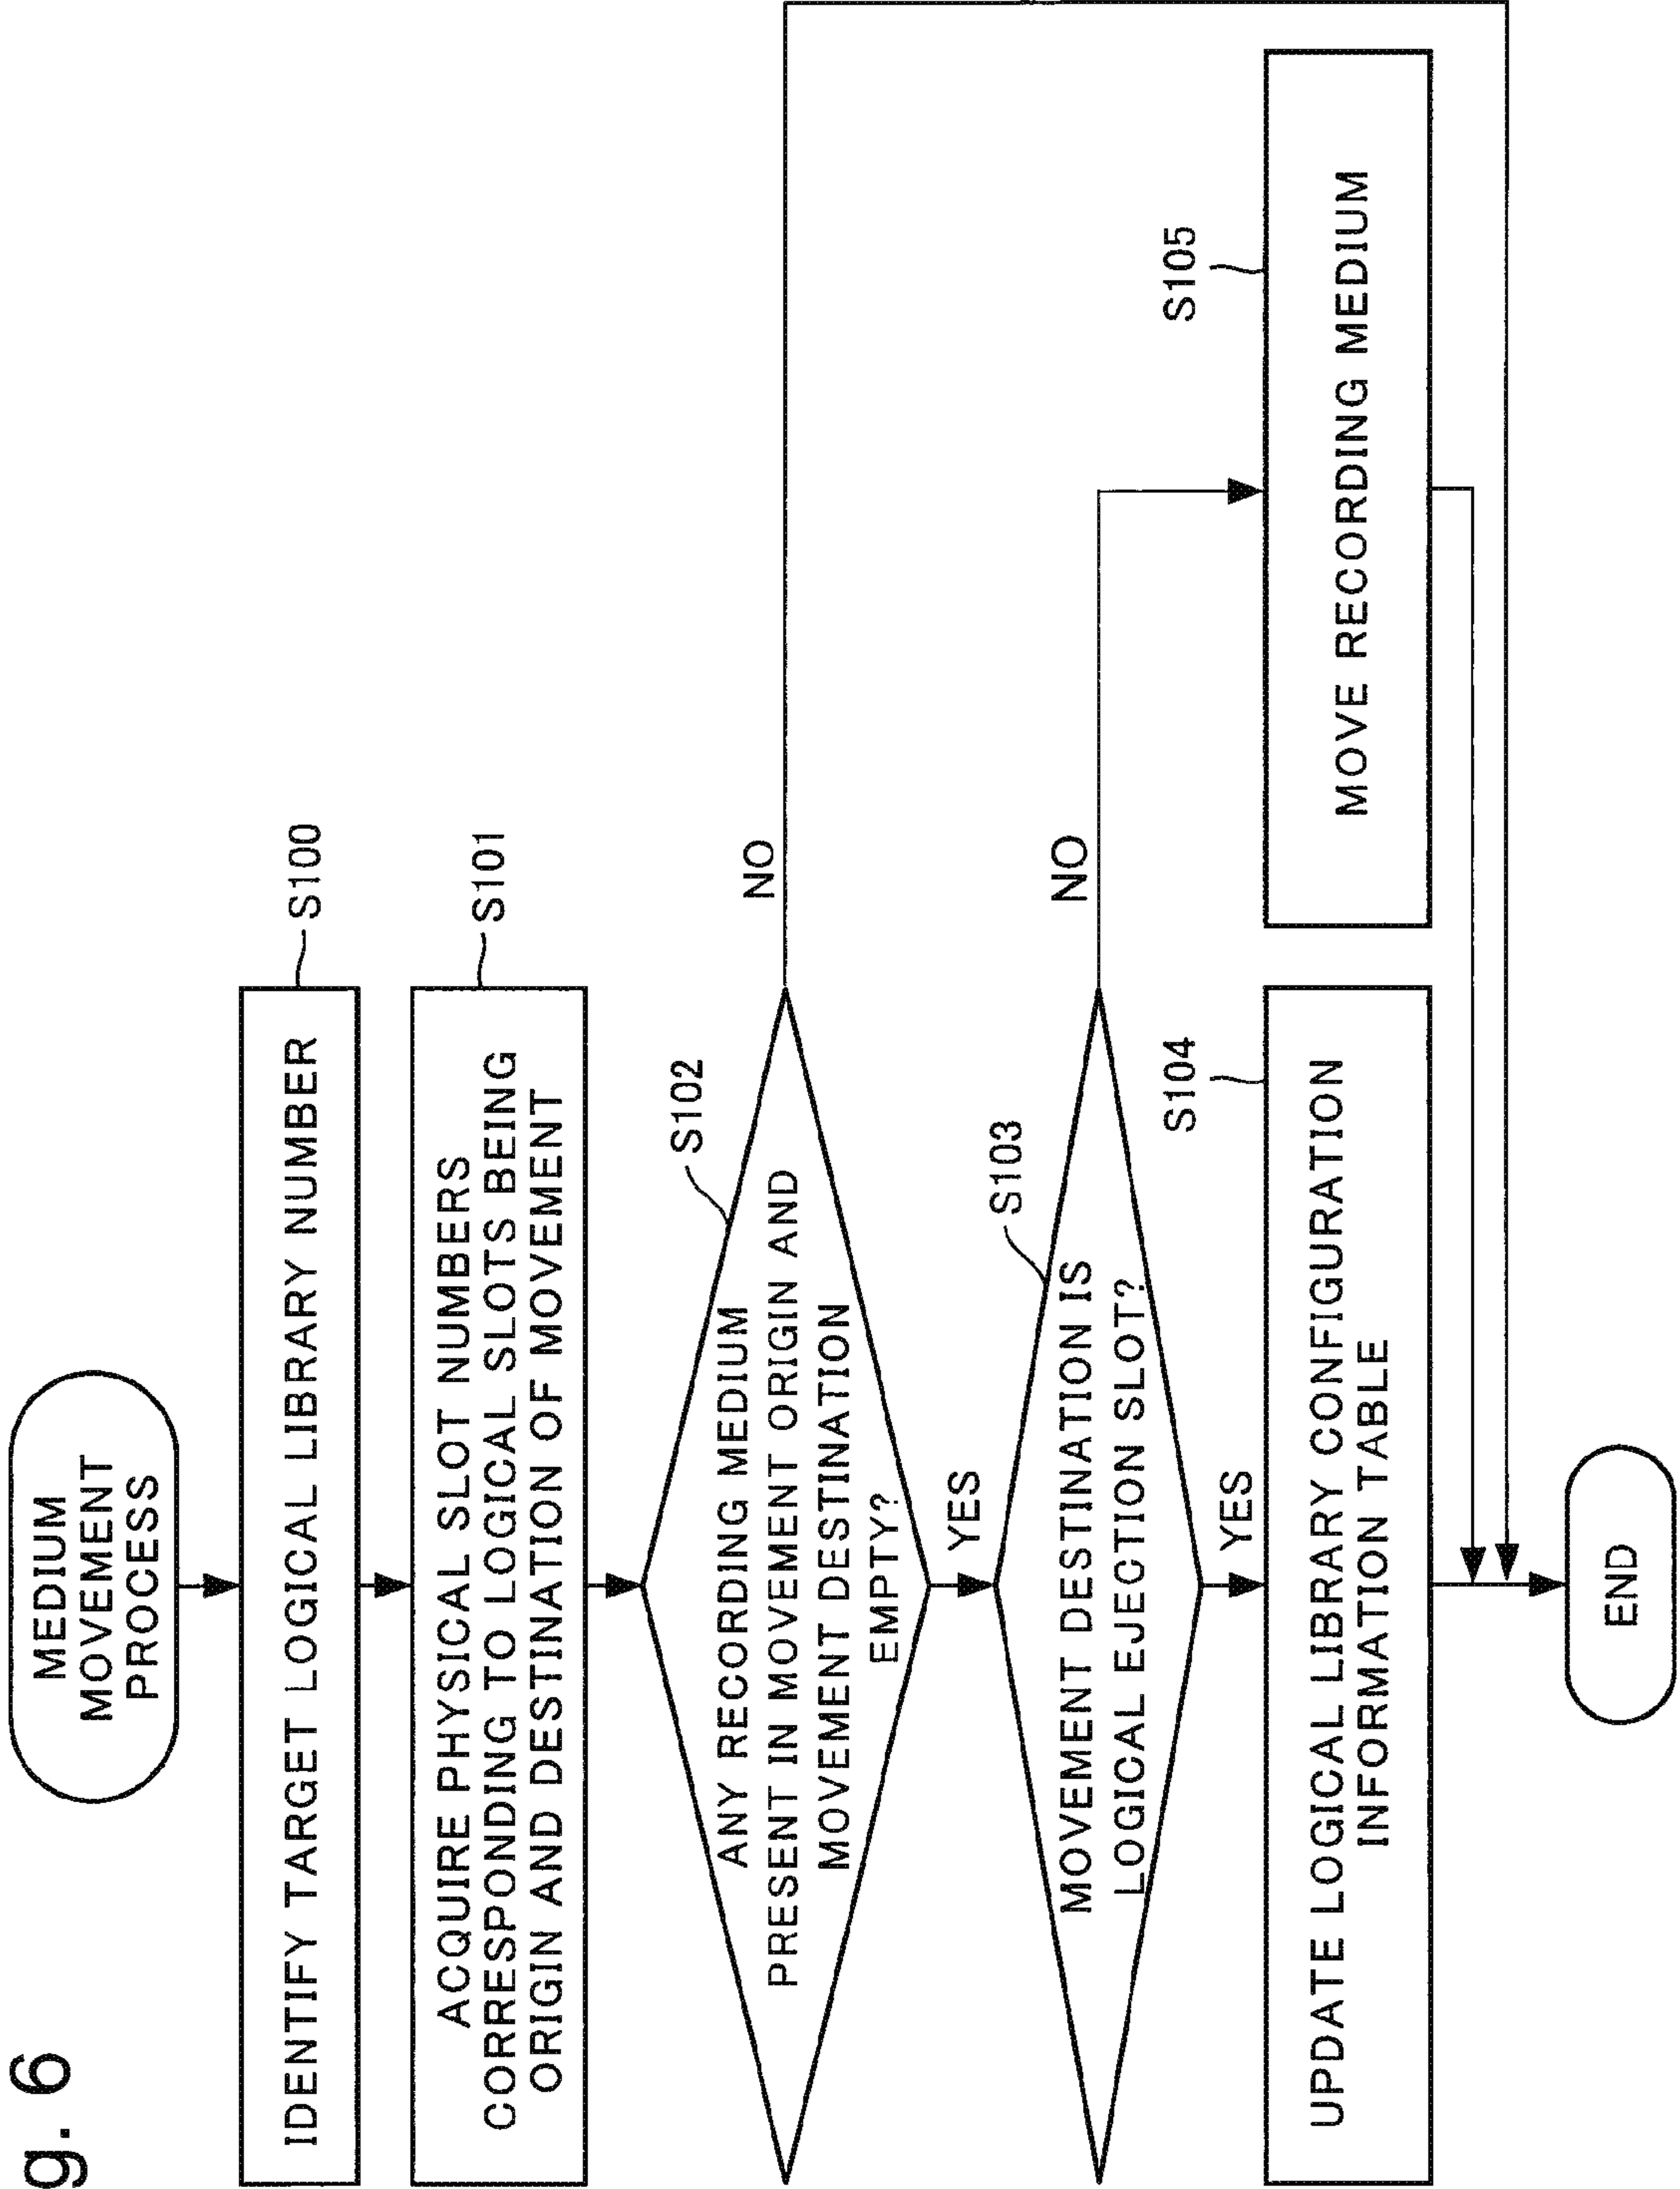 g. 6
MEDIUM
MOVEMENT
PROCESS
IDENTIFY TARGET LOGICAL LIBRARY NUMBER
S100
ACQUIRE PHYSICAL SLOT NUMBERS
CORRESPONDING TO LOGICAL SLOTS BEING
ORIGIN AND DESTINATION OF MOVEMENT
S101
ANY RECORDING MEDIUM
PRESENT IN MOVEMENT ORIGIN AND
MOVEMENT DESTINATION
EMPTY?
S102
NO
YES
MOVEMENT DESTINATION IS
LOGICAL EJECTION SLOT?
S103
NO
YES
UPDATE LOGICAL LIBRARY CONFIGURATION
INFORMATION TABLE
S104
MOVE RECORDING MEDIUM
S105
END